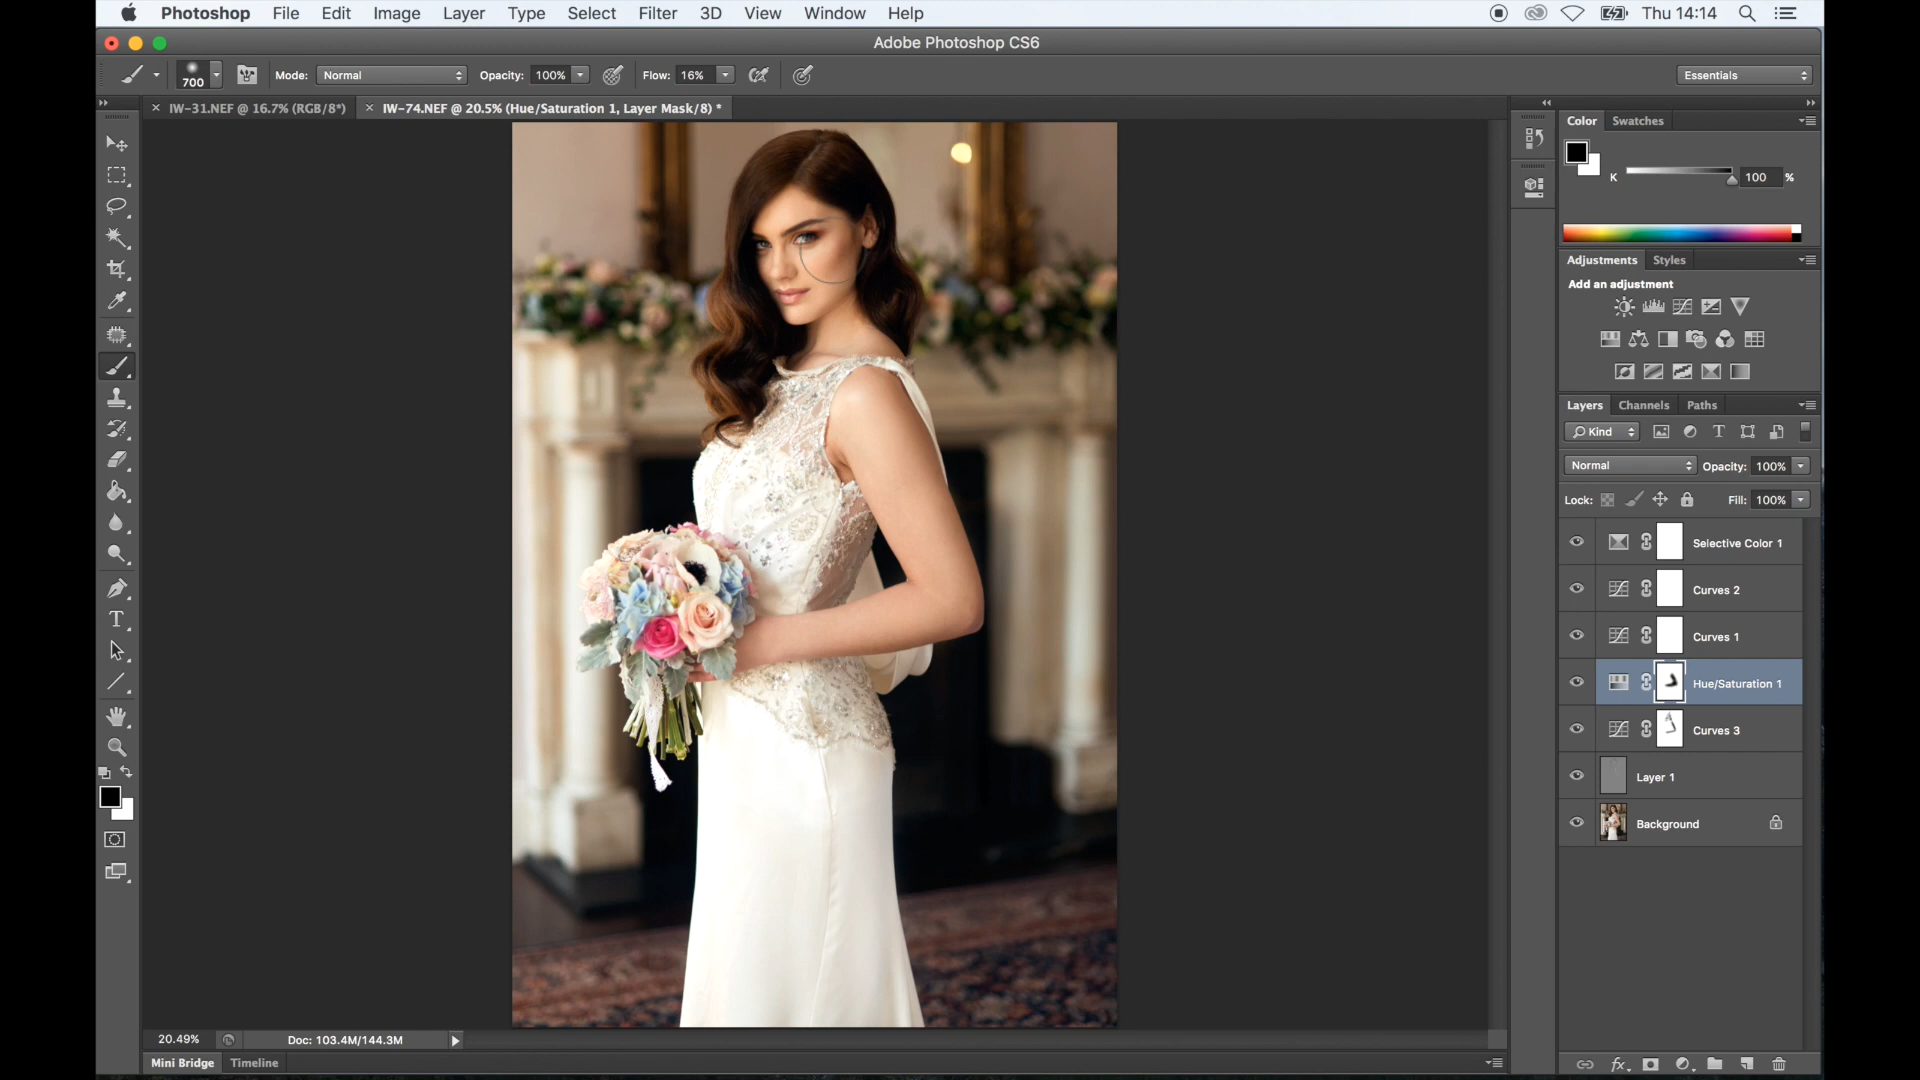 Photoshop File Edit Image Layer Type Select Filter 3D View Window Help Thu 14:14
Adobe Photoshop CS6
700 Mode: Normal Opacity: 100% Flow: 16% Essentials
IW-31.NEF @ 16.7% (RGB/8*) IW-74.NEF @ 20.5% (Hue/Saturation 1, Layer Mask/8) *
Color Swatches
K 100 %
Adjustments Styles
Add an adjustment
Layers Channels Paths
Kind
Normal Opacity: 100%
Lock: Fill: 100%
Selective Color 1
Curves 2
Curves 1
Hue/Saturation 1
Curves 3
Layer 1
Background
20.49% Doc: 103.4M/144.3M
Mini Bridge Timeline